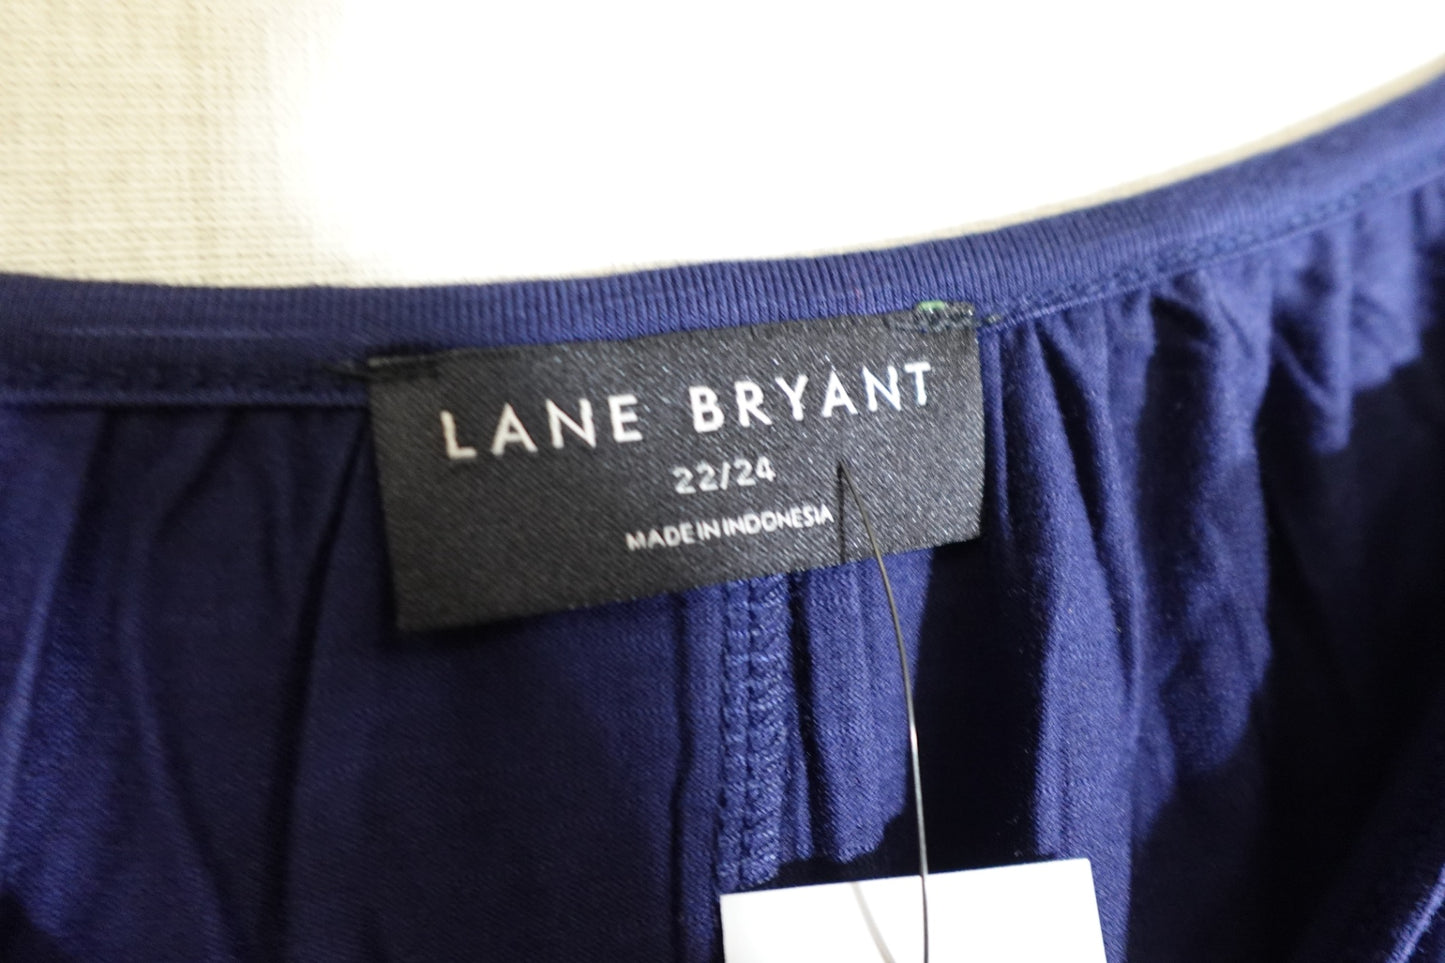 LANE BRYANT
22/24
MADE IN INDONESIA